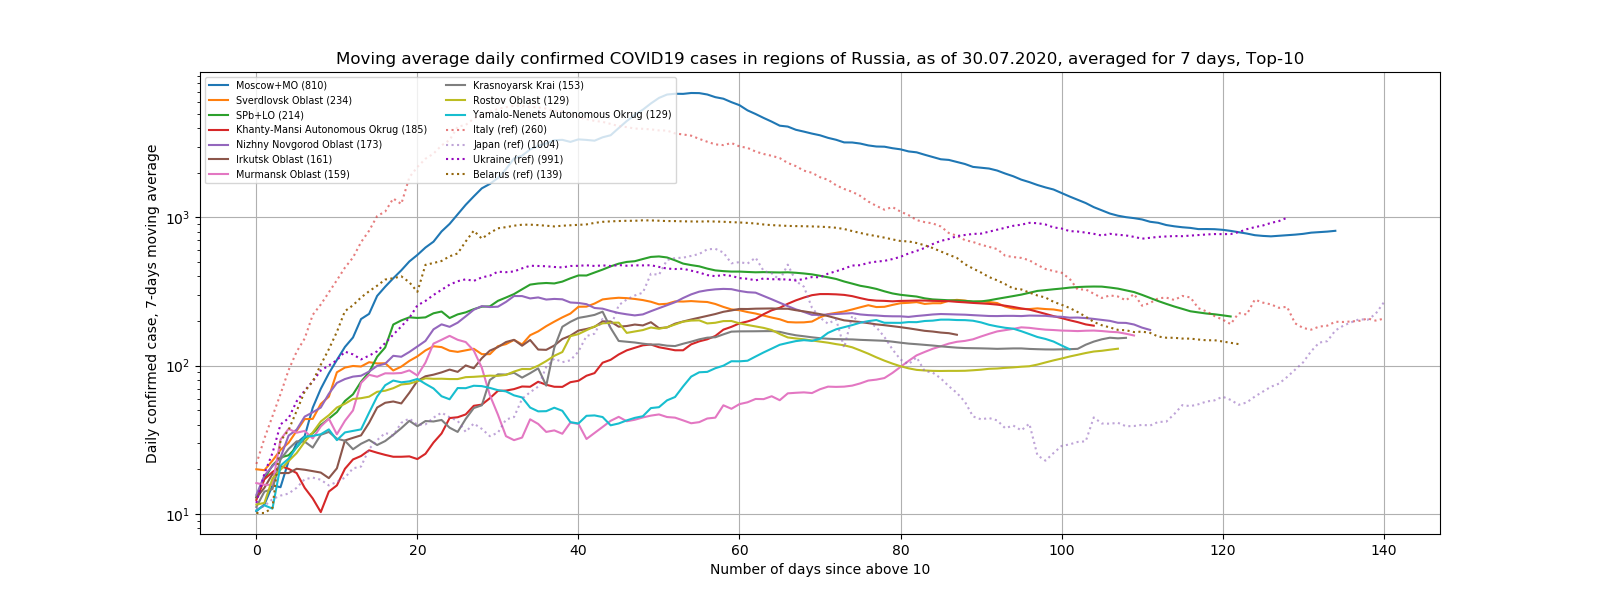 Moving average daily confirmed COVID19 cases in regions of Russia, as of 30.07.2020, averaged for 7 days, Top-10
Moscow+MO (810)
Sverdlovsk Oblast (234)
SPb+LO (214)
Khanty-Mansi Autonomous Okrug (185)
Nizhny Novgorod Oblast (173)
Irkutsk Oblast (161)
Murmansk Oblast (159)
Krasnoyarsk Krai (153)
Rostov Oblast (129)
Yamalo-Nenets Autonomous Okrug (129)
Italy (ref) (260)
Japan (ref) (1004)
Ukraine (ref) (991)
Belarus (ref) (139)
Daily confirmed case, 7-days moving average
10³
10²
10¹
0 20 40 60 80 100 120 140
Number of days since above 10